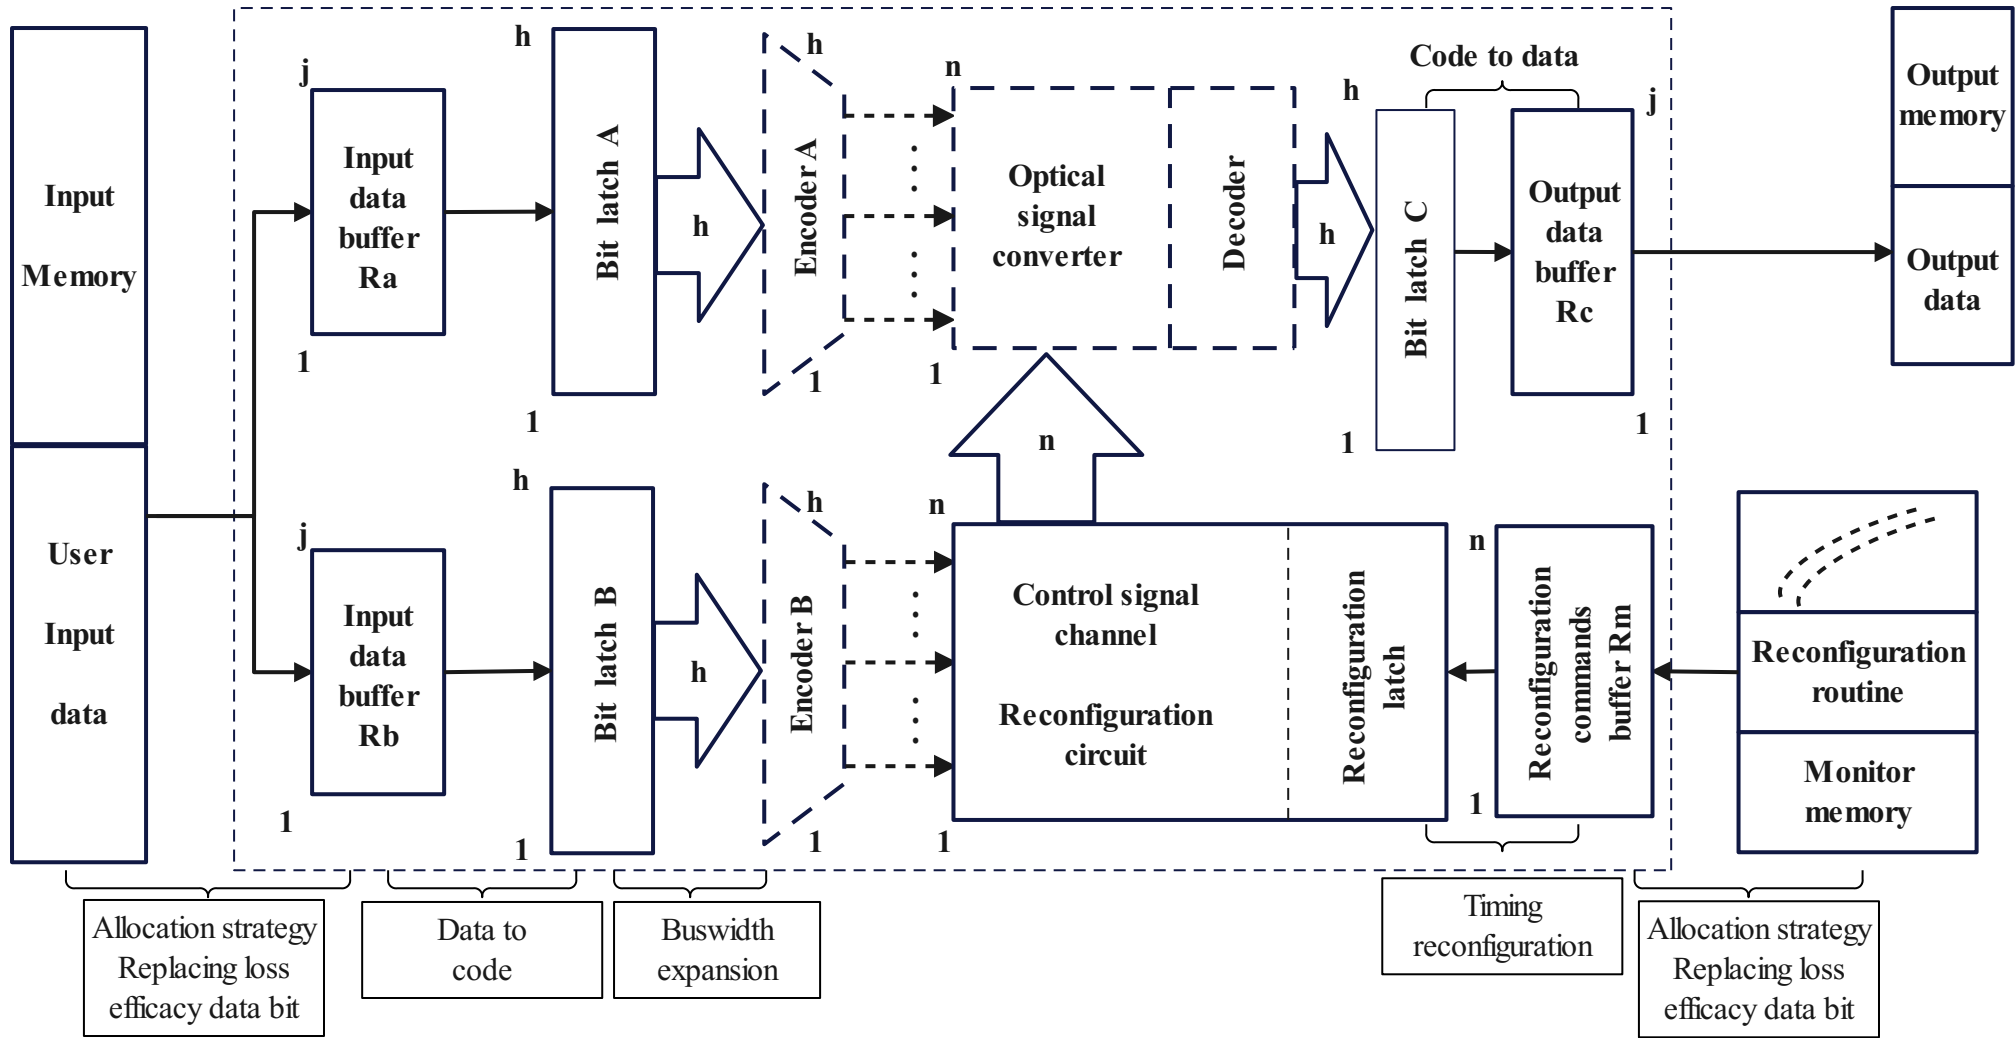 Input
Memory
User
Input
data
j
Input
data
buffer
Ra
1
j
Input
data
buffer
Rb
1
h
Bit latch A
1
h
Bit latch B
1
h
h
h
Encoder A
1
h
Encoder B
1
n
Optical
signal
converter
1
Decoder
n
n
Control signal
channel
Reconfiguration
circuit
1
Reconfiguration
latch
h
h
Bit latch C
1
Code to data
j
Output
data
buffer
Rc
1
n
Reconfiguration
commands
buffer Rm
1
Output
memory
Output
data
Reconfiguration
routine
Monitor
memory
Allocation strategy
Replacing loss
efficacy data bit
Data to
code
Buswidth
expansion
Timing
reconfiguration
Allocation strategy
Replacing loss
efficacy data bit